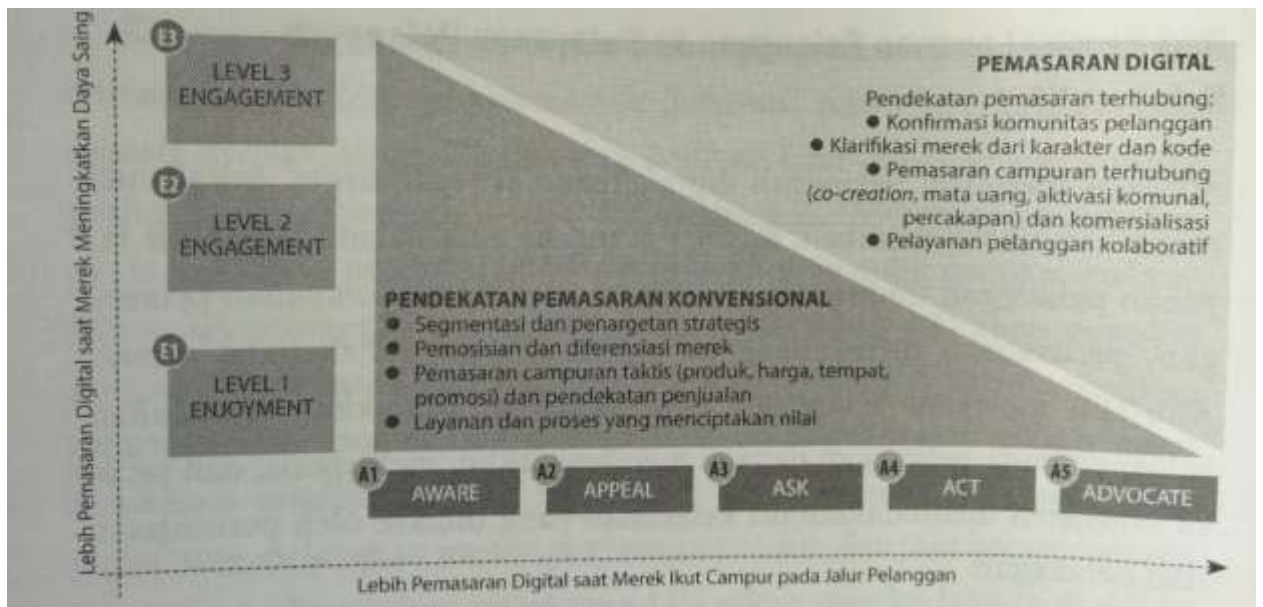 Lebih Pemasaran Digital saat Merek Meningkatkan Daya Saing
E3
LEVEL 3
ENGAGEMENT
E2
LEVEL 2
ENGAGEMENT
E1
LEVEL 1
ENJOYMENT
PEMASARAN DIGITAL
Pendekatan pemasaran terhubung:
● Konfirmasi komunitas pelanggan
● Klarifikasi merek dari karakter dan kode
● Pemasaran campuran terhubung
(co-creation, mata uang, aktivasi komunal,
percakapan) dan komersialisasi
● Pelayanan pelanggan kolaboratif
PENDEKATAN PEMASARAN KONVENSIONAL
● Segmentasi dan penargetan strategis
● Pemosisian dan diferensiasi merek
● Pemasaran campuran taktis (produk, harga, tempat,
promosi) dan pendekatan penjualan
● Layanan dan proses yang menciptakan nilai
A1
AWARE
A2
APPEAL
A3
ASK
A4
ACT
A5
ADVOCATE
Lebih Pemasaran Digital saat Merek Ikut Campur pada Jalur Pelanggan